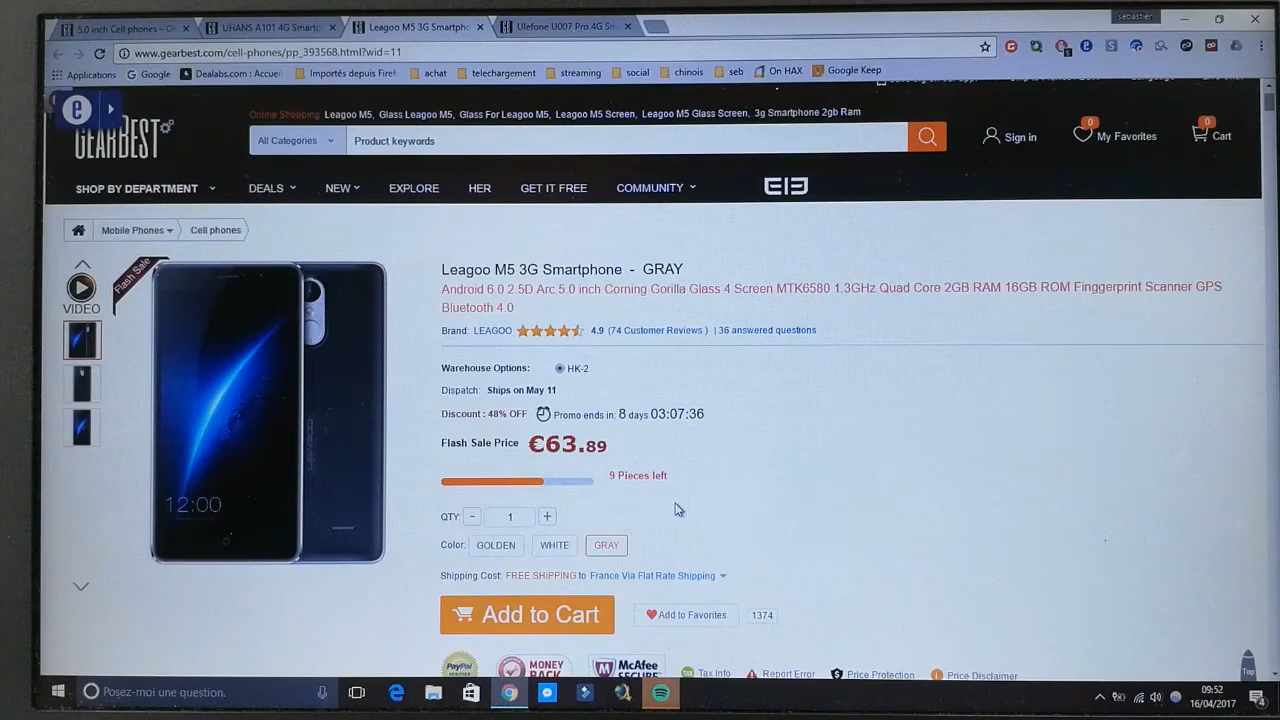 sebastien
5.0 inch Cell phones – D
UHANS A101 4G Smartp
Leagoo M5 3G Smartpho
Ulefone U007 Pro 4G Sm
www.gearbest.com/cell-phones/pp_393568.html?wid=11
Applications
Google
Dealabs.com : Accueil
Importés depuis Firef
achat
telechargement
streaming
social
chinois
seb
On HAX
Google Keep
GEARBEST
Online Shopping Leagoo M5, Glass Leagoo M5, Glass For Leagoo M5, Leagoo M5 Screen, Leagoo M5 Glass Screen, 3g Smartphone 2gb Ram
All Categories
Product keywords
Sign in
0
My Favorites
0
Cart
SHOP BY DEPARTMENT
DEALS
NEW
EXPLORE
HER
GET IT FREE
COMMUNITY
Mobile Phones
Cell phones
VIDEO
Flash Sale
12:00
Leagoo M5 3G Smartphone - GRAY
Android 6.0 2.5D Arc 5.0 inch Corning Gorilla Glass 4 Screen MTK6580 1.3GHz Quad Core 2GB RAM 16GB ROM Finggerprint Scanner GPS
Bluetooth 4.0
Brand: LEAGOO 4.9 (74 Customer Reviews ) | 36 answered questions
Warehouse Options: HK-2
Dispatch: Ships on May 11
Discount : 48% OFF Promo ends in: 8 days 03:07:36
Flash Sale Price €63.89
9 Pieces left
QTY: - 1 +
Color: GOLDEN WHITE GRAY
Shipping Cost: FREE SHIPPING to France Via Flat Rate Shipping
Add to Cart
Add to Favorites
1374
PayPal
MONEY
BACK
McAfee
SECURE
Tax Info
Report Error
Price Protection
Price Disclaimer
Top
Posez-moi une question.
09:52
16/04/2017
4